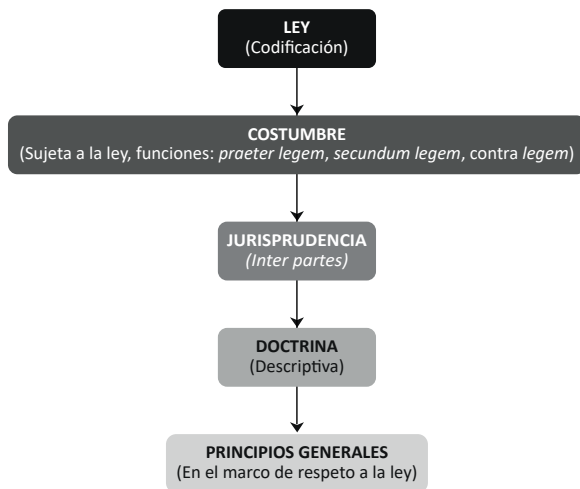 LEY
(Codificación)
COSTUMBRE
(Sujeta a la ley, funciones: praeter legem, secundum legem, contra legem)
JURISPRUDENCIA
(Inter partes)
DOCTRINA
(Descriptiva)
PRINCIPIOS GENERALES
(En el marco de respeto a la ley)